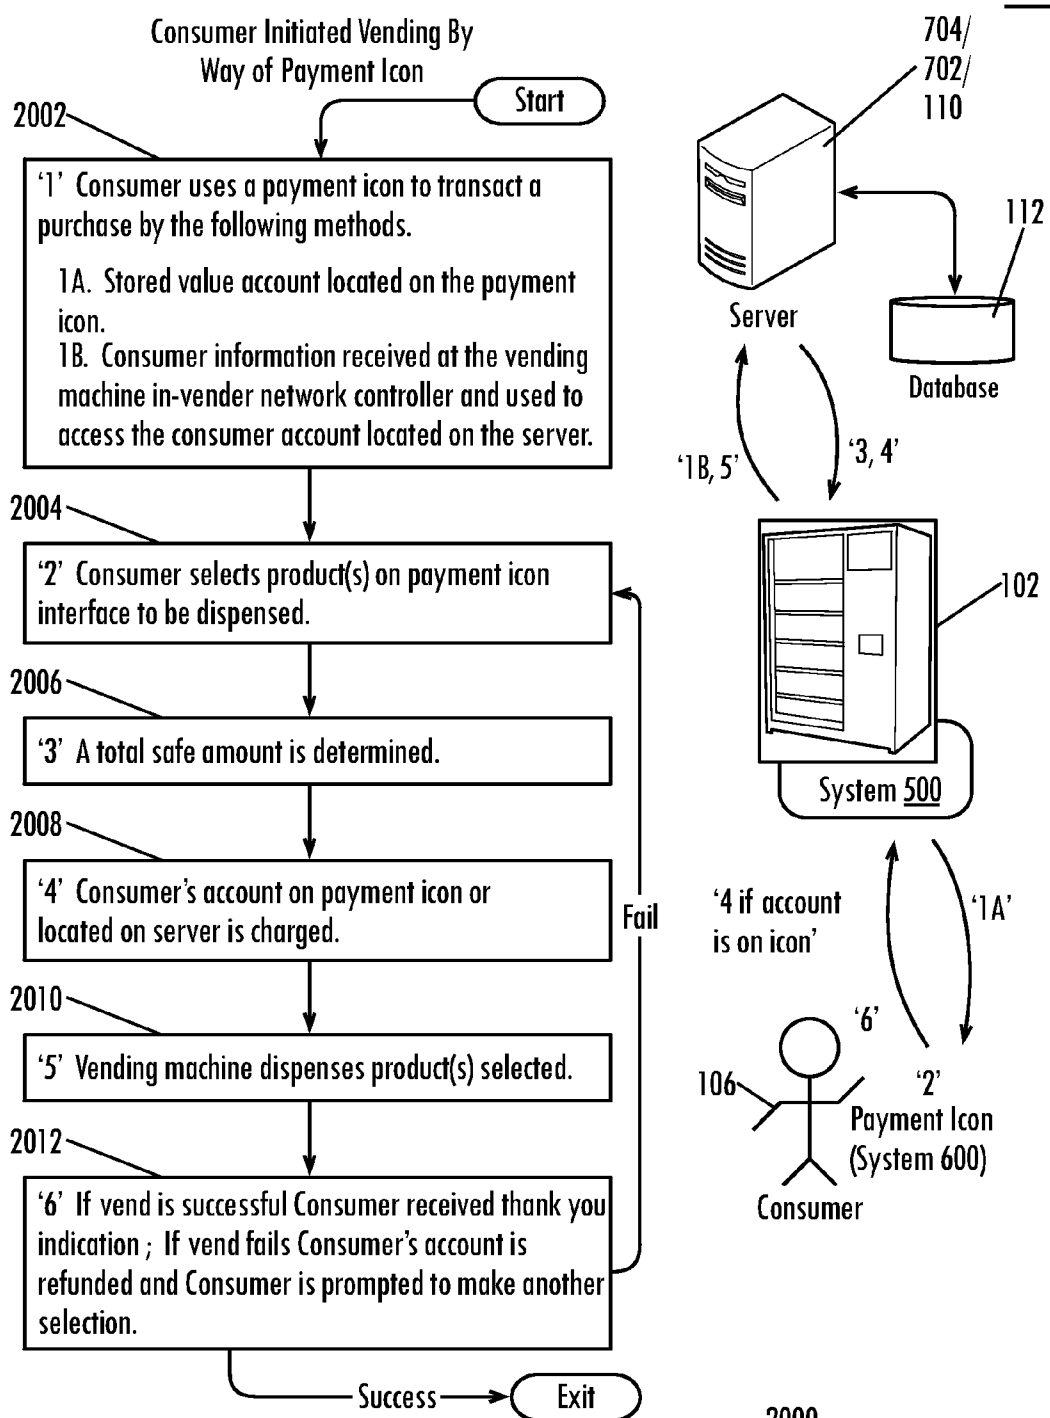 Consumer Initiated Vending By
Way of Payment Icon
Start
2002
‘1’ Consumer uses a payment icon to transact a
purchase by the following methods.
1A. Stored value account located on the payment
icon.
1B. Consumer information received at the vending
machine in-vender network controller and used to
access the consumer account located on the server.
2004
‘2’ Consumer selects product(s) on payment icon
interface to be dispensed.
2006
‘3’ A total safe amount is determined.
2008
‘4’ Consumer’s account on payment icon or
located on server is charged.
Fail
2010
‘5’ Vending machine dispenses product(s) selected.
2012
‘6’ If vend is successful Consumer received thank you
indication ; If vend fails Consumer’s account is
refunded and Consumer is prompted to make another
selection.
Success
Exit
704/
702/
110
112
Server
Database
‘1B, 5’
‘3, 4’
102
System 500
‘4 if account
is on icon’
‘1A’
‘6’
106
‘2’
Payment Icon
(System 600)
Consumer